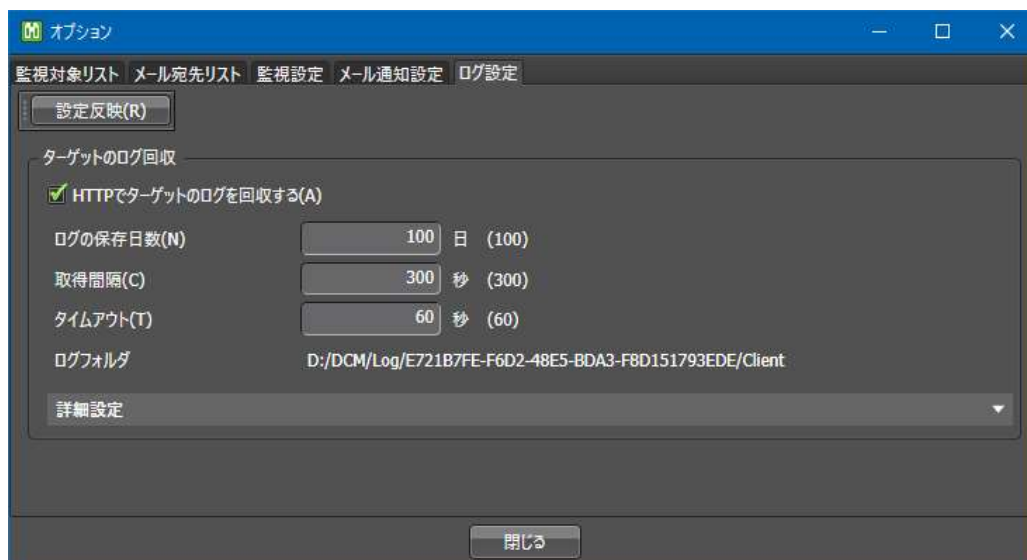 オプション
監視対象リスト メール宛先リスト 監視設定 メール通知設定 ログ設定
設定反映(R)
ターゲットのログ回収
HTTPでターゲットのログを回収する(A)
ログの保存日数(N) 100 日 (100)
取得間隔(C) 300 秒 (300)
タイムアウト(T) 60 秒 (60)
ログフォルダ D:/DCM/Log/E721B7FE-F6D2-48E5-BDA3-F8D151793EDE/Client
詳細設定
閉じる